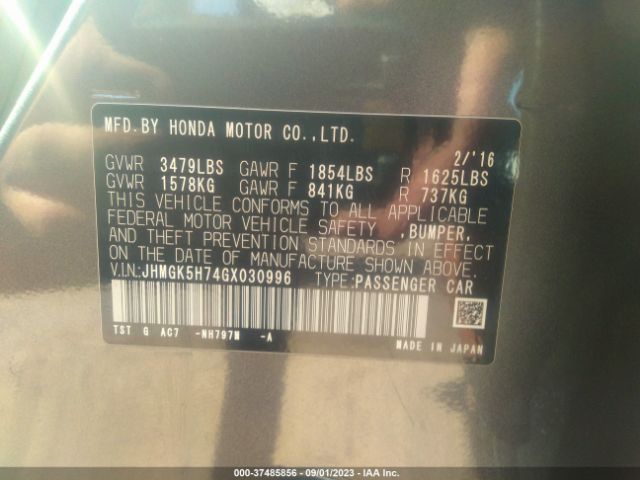 MFD.BY HONDA MOTOR CO.,LTD.
2/'16
GVWR 3479LBS GAWR F 1854LBS R 1625LBS
GVWR 1578KG GAWR F 841KG R 737KG
THIS VEHICLE CONFORMS TO ALL APPLICABLE
FEDERAL MOTOR VEHICLE SAFETY ,BUMPER,
AND THEFT PREVENTION STANDARDS IN EFFECT
ON THE DATE OF MANUFACTURE SHOWN ABOVE.
V.I.N:JHMGK5H74GX030996 TYPE:PASSENGER CAR
TST G AC7 -NH797M -A
MADE IN JAPAN
000-37485856 - 09/01/2023 - IAA Inc.